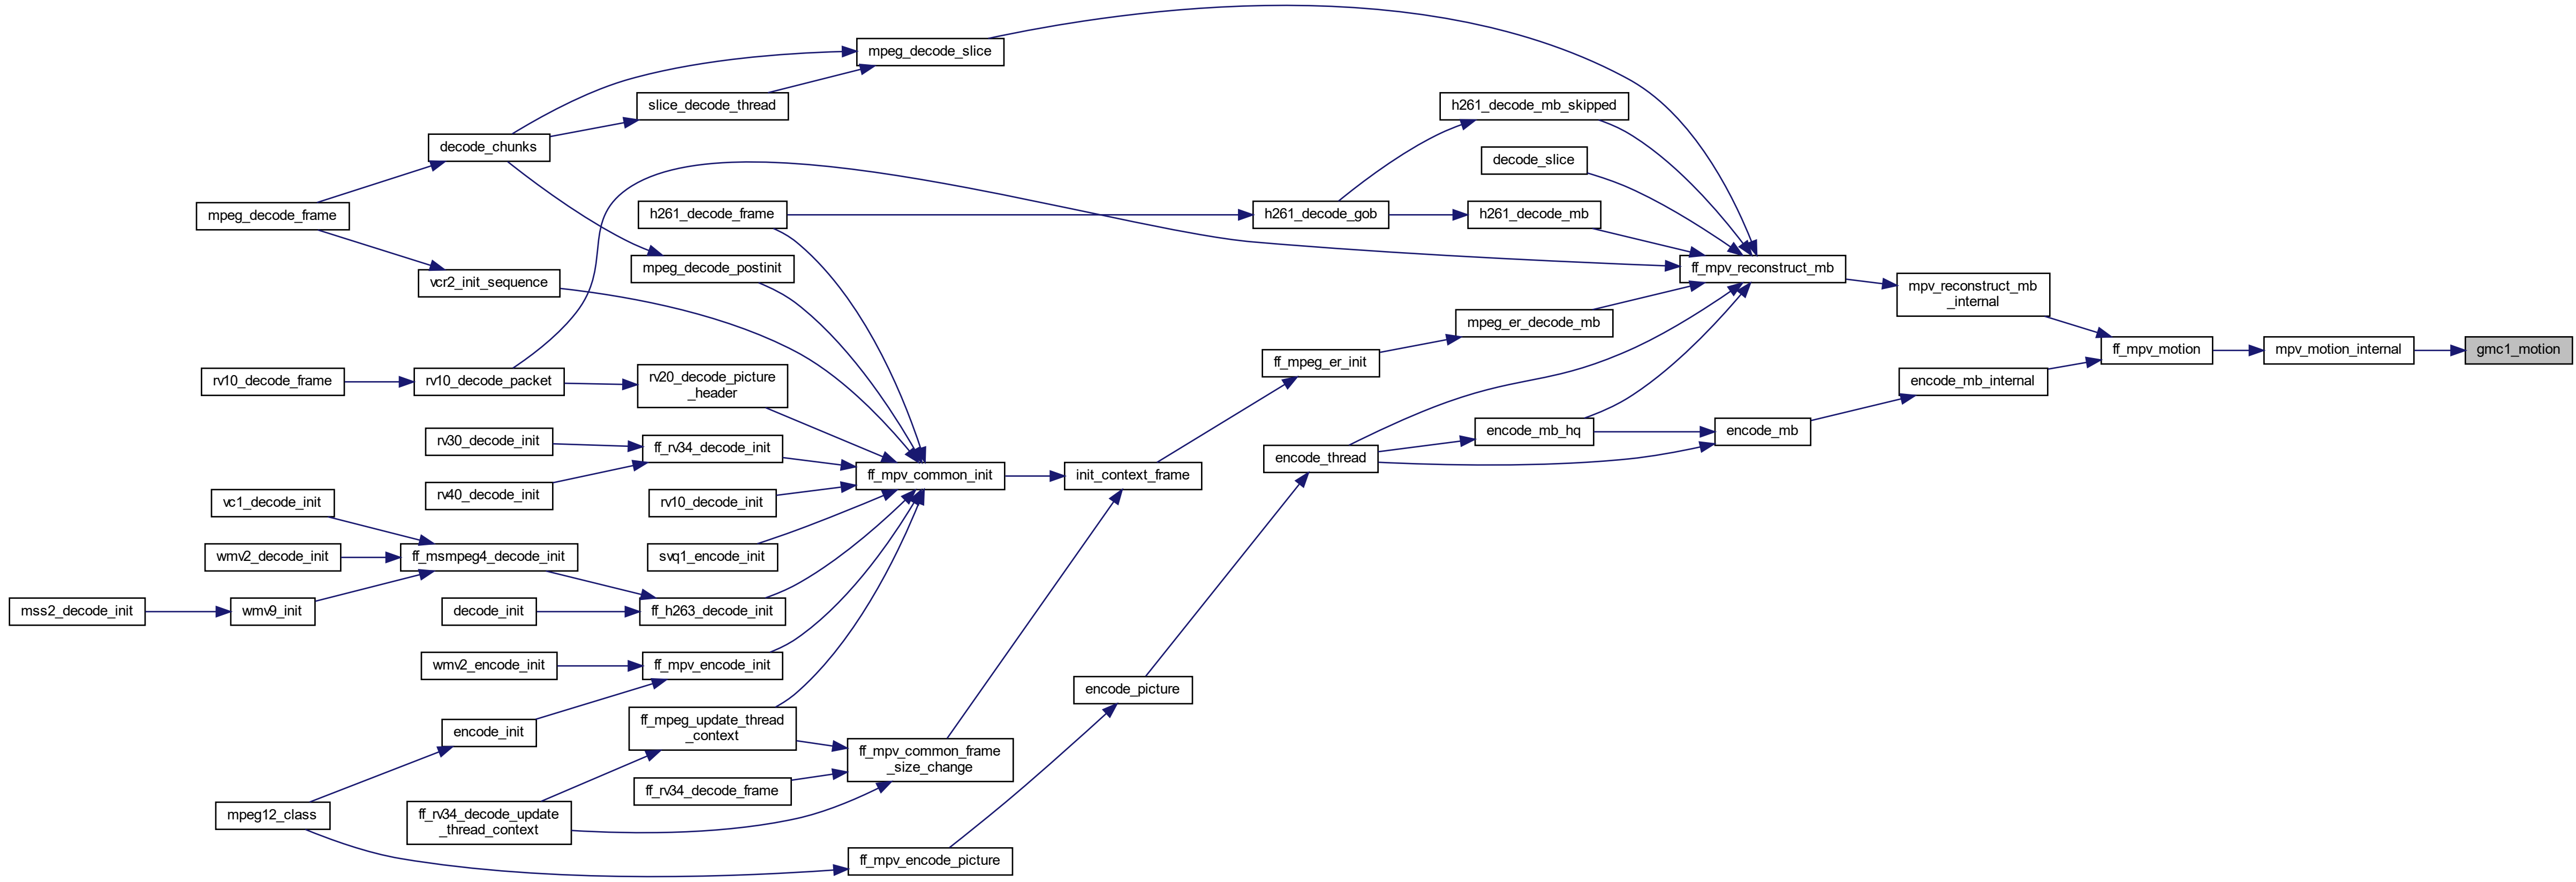 mpeg_decode_slice
slice_decode_thread
h261_decode_mb_skipped
decode_chunks
decode_slice
mpeg_decode_frame
h261_decode_frame
h261_decode_gob
h261_decode_mb
mpeg_decode_postinit
ff_mpv_reconstruct_mb
vcr2_init_sequence
mpv_reconstruct_mb
_internal
mpeg_er_decode_mb
ff_mpeg_er_init
ff_mpv_motion
mpv_motion_internal
gmc1_motion
rv10_decode_frame
rv10_decode_packet
rv20_decode_picture
_header
encode_mb_internal
rv30_decode_init
ff_rv34_decode_init
encode_mb_hq
encode_mb
encode_thread
ff_mpv_common_init
init_context_frame
rv40_decode_init
rv10_decode_init
vc1_decode_init
wmv2_decode_init
ff_msmpeg4_decode_init
svq1_encode_init
mss2_decode_init
wmv9_init
decode_init
ff_h263_decode_init
wmv2_encode_init
ff_mpv_encode_init
encode_picture
encode_init
ff_mpeg_update_thread
_context
ff_mpv_common_frame
_size_change
ff_rv34_decode_frame
mpeg12_class
ff_rv34_decode_update
_thread_context
ff_mpv_encode_picture